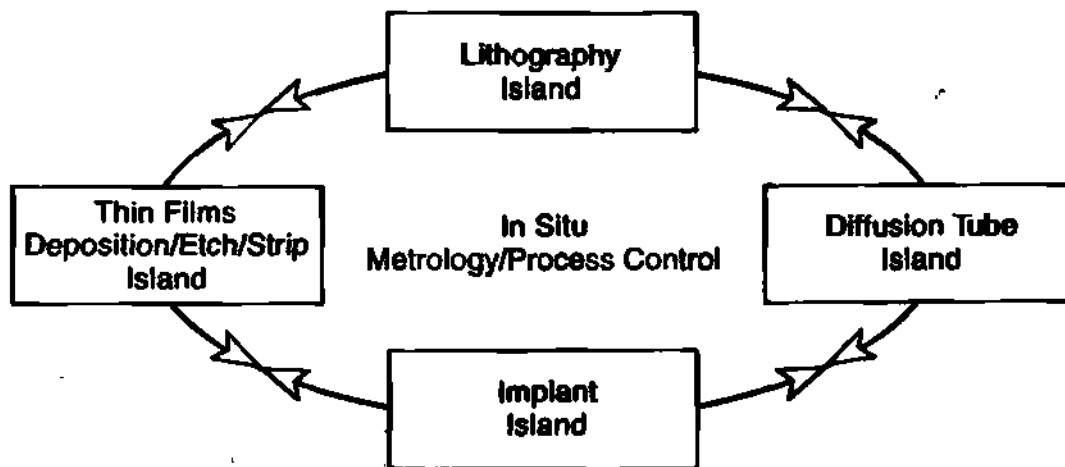 Lithography
Island
Thin Films
Deposition/Etch/Strip
Island
In Situ
Metrology/Process Control
Diffusion Tube
Island
Implant
Island